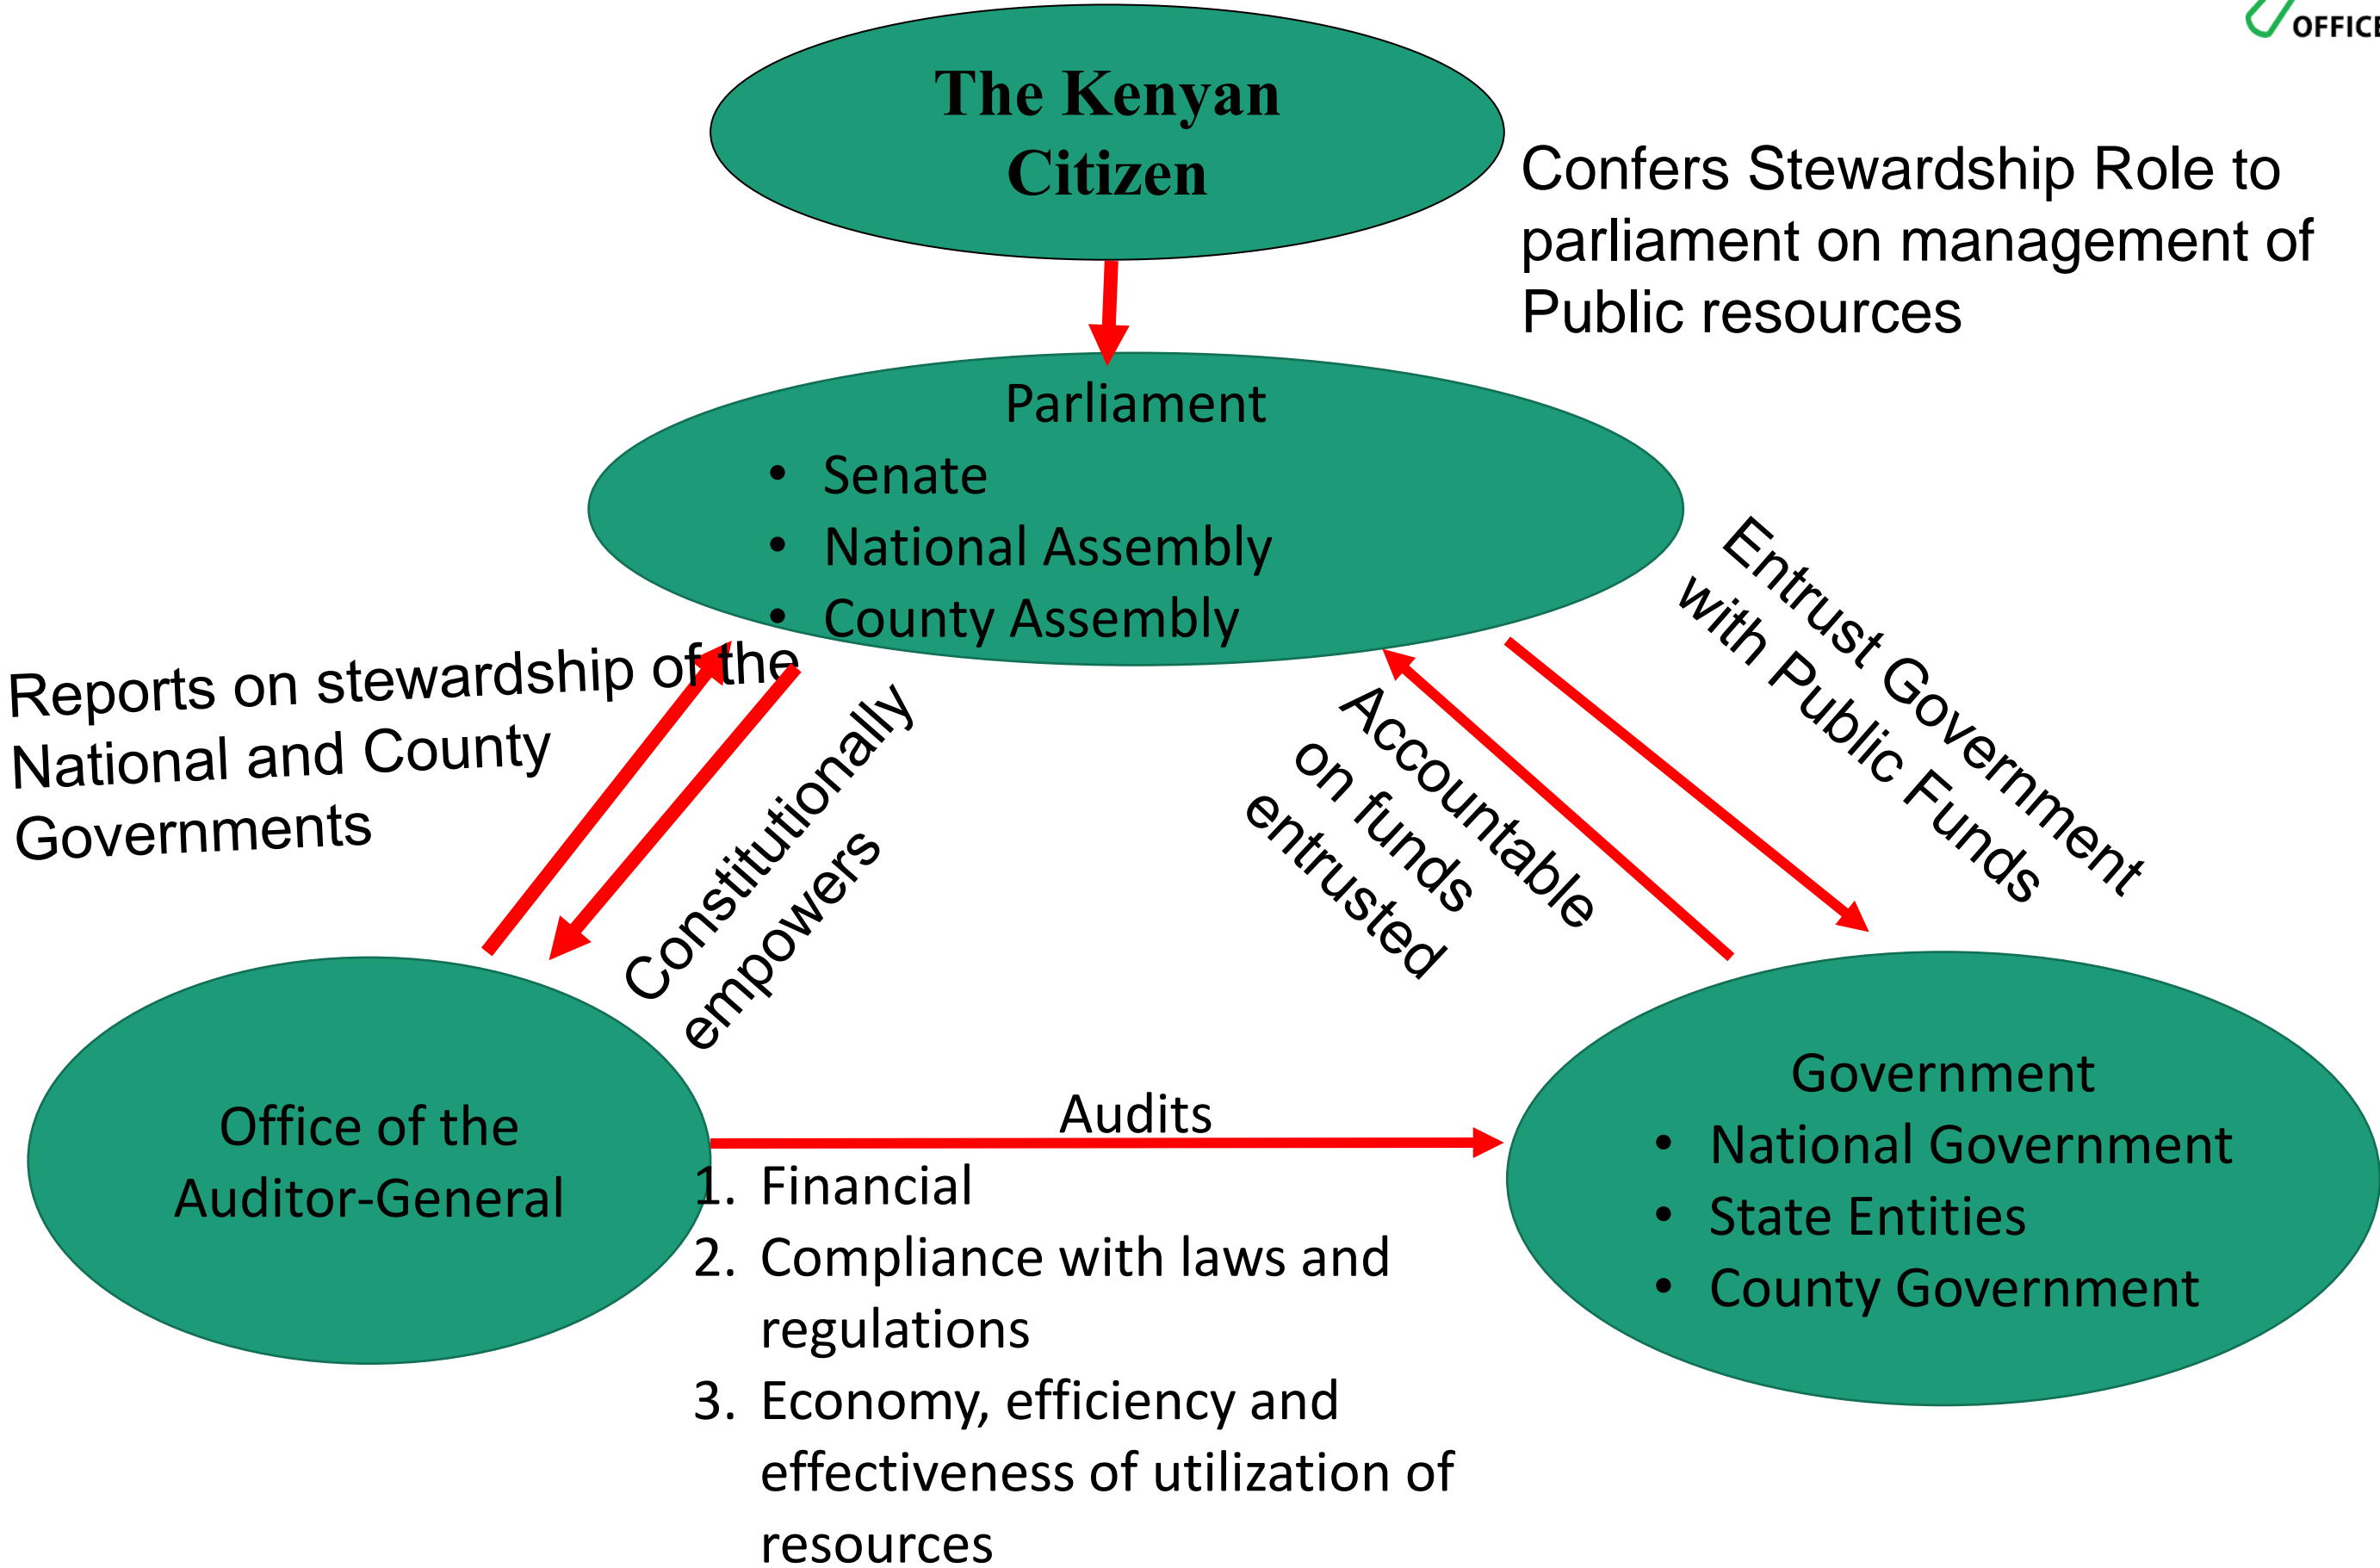 OFFICE
The Kenyan
Citizen
Confers Stewardship Role to
parliament on management of
Public resources
Parliament
• Senate
• National Assembly
• County Assembly
Reports on stewardship of the
National and County
Governments
Constitutionally
empowers
Accountable
on funds
entrusted
Entrust Government
with Public Funds
Office of the
Auditor-General
Audits
1. Financial
2. Compliance with laws and
regulations
3. Economy, efficiency and
effectiveness of utilization of
resources
Government
• National Government
• State Entities
• County Government